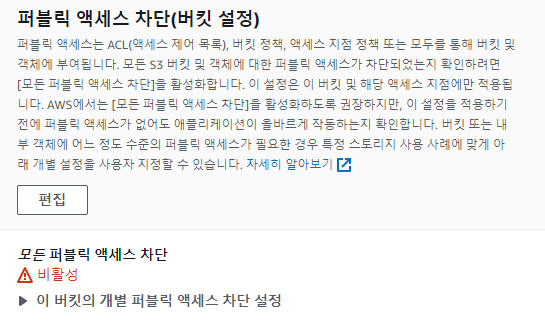 퍼블릭 액세스 차단(버킷 설정)
퍼블릭 액세스는 ACL(액세스 제어 목록), 버킷 정책, 액세스 지점 정책 또는 모두를 통해 버킷 및
객체에 부여됩니다. 모든 S3 버킷 및 객체에 대한 퍼블릭 액세스가 차단되었는지 확인하려면
[모든 퍼블릭 액세스 차단]을 활성화합니다. 이 설정은 이 버킷 및 해당 액세스 지점에만 적용됩
니다. AWS에서는 [모든 퍼블릭 액세스 차단]을 활성화하도록 권장하지만, 이 설정을 적용하기
전에 퍼블릭 액세스가 없어도 애플리케이션이 올바르게 작동하는지 확인합니다. 버킷 또는 내
부 객체에 어느 정도 수준의 퍼블릭 액세스가 필요한 경우 특정 스토리지 사용 사례에 맞게 아
래 개별 설정을 사용자 지정할 수 있습니다. 자세히 알아보기
편집
모든 퍼블릭 액세스 차단
비활성
이 버킷의 개별 퍼블릭 액세스 차단 설정